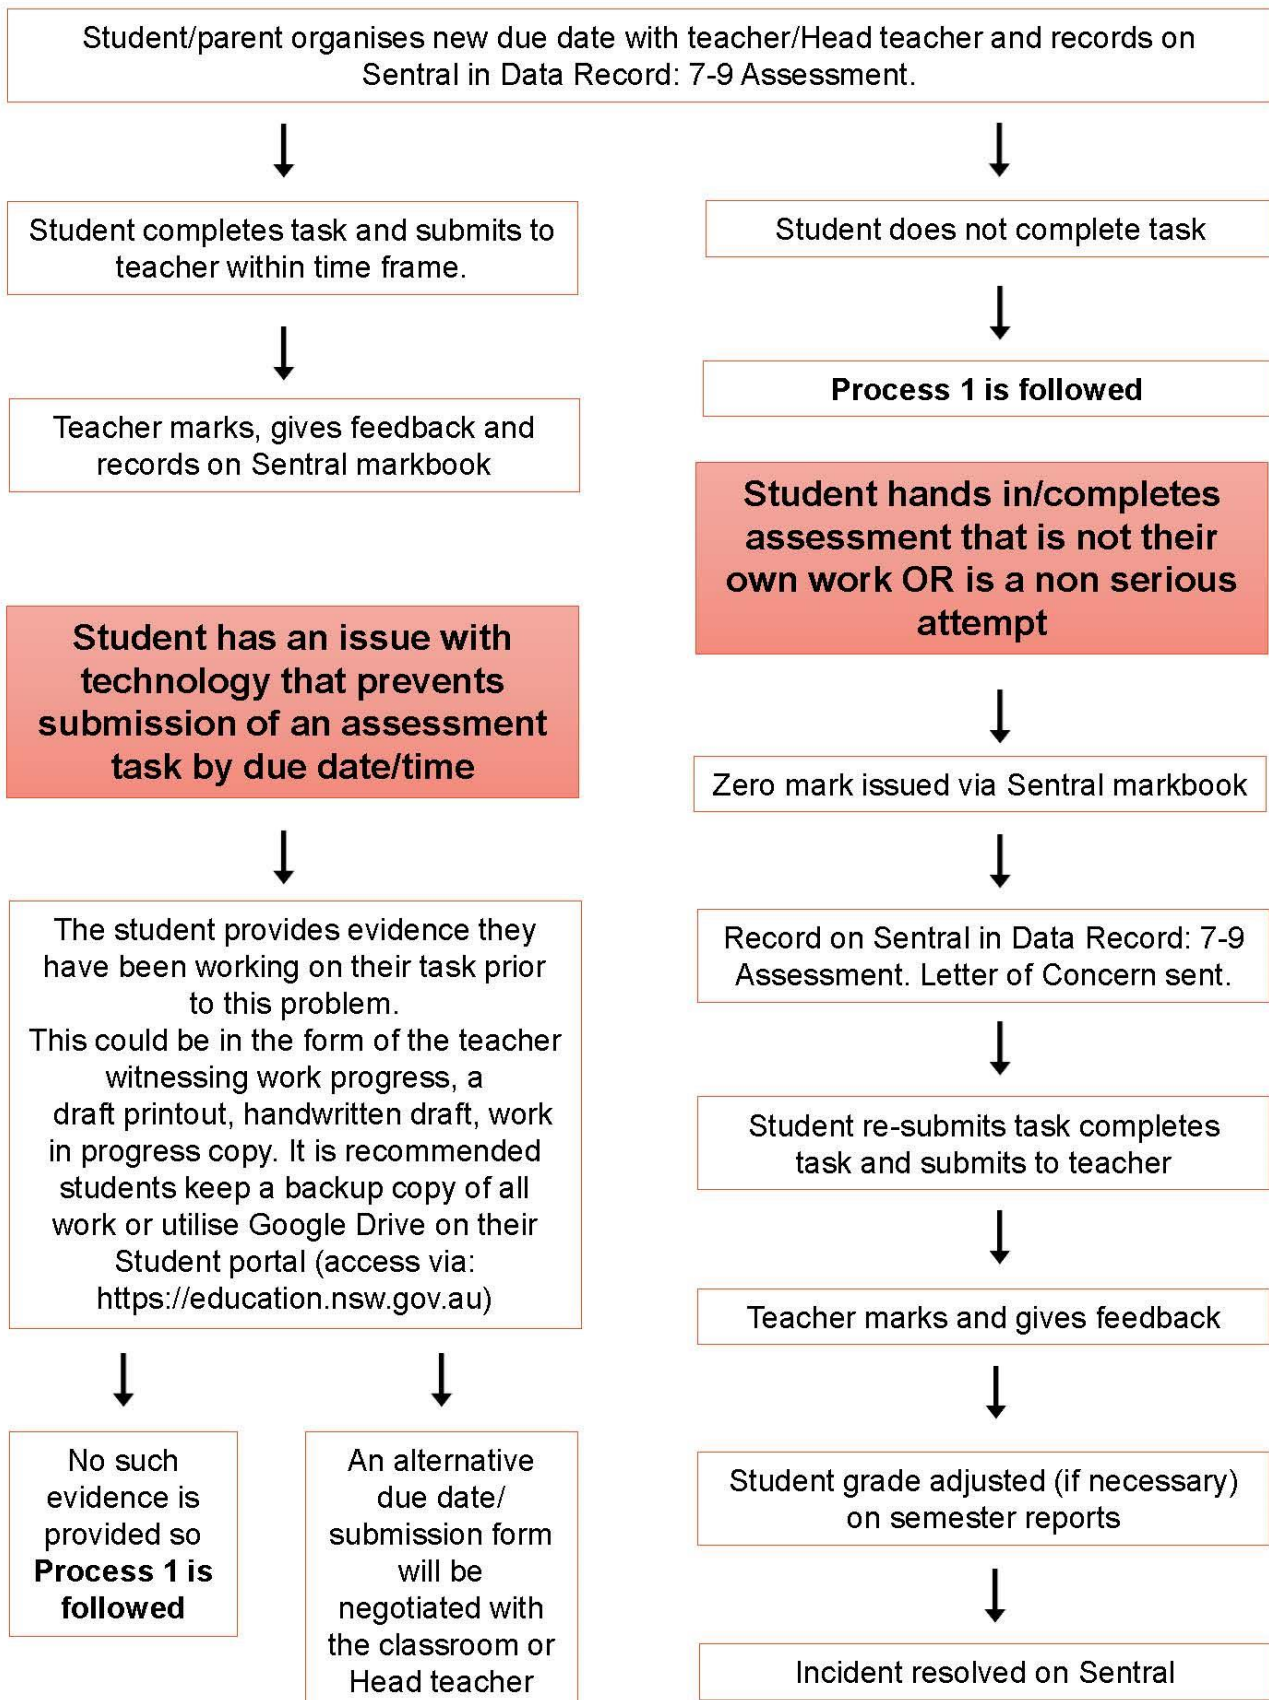 Student/parent organises new due date with teacher/Head teacher and records on
Sentral in Data Record: 7-9 Assessment.
Student completes task and submits to
teacher within time frame.
Teacher marks, gives feedback and
records on Sentral markbook
Student does not complete task
Process 1 is followed
Student has an issue with
technology that prevents
submission of an assessment
task by due date/time
The student provides evidence they
have been working on their task prior
to this problem.
This could be in the form of the teacher
witnessing work progress, a
draft printout, handwritten draft, work
in progress copy. It is recommended
students keep a backup copy of all
work or utilise Google Drive on their
Student portal (access via:
https://education.nsw.gov.au)
No such
evidence is
provided so
Process 1 is
followed
An alternative
due date/
submission form
will be
negotiated with
the classroom or
Head teacher
Student hands in/completes
assessment that is not their
own work OR is a non serious
attempt
Zero mark issued via Sentral markbook
Record on Sentral in Data Record: 7-9
Assessment. Letter of Concern sent.
Student re-submits task completes
task and submits to teacher
Teacher marks and gives feedback
Student grade adjusted (if necessary)
on semester reports
Incident resolved on Sentral